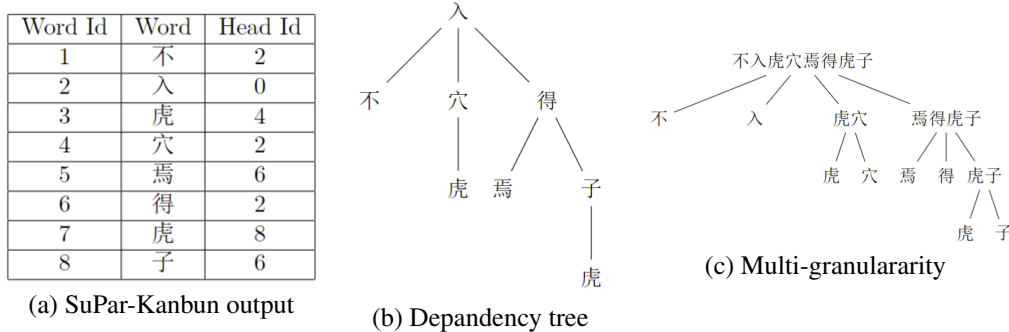 Word Id Word Head Id
1 不 2
2 入 0
3 虎 4
4 穴 2
5 焉 6
6 得 2
7 虎 8
8 子 6
(a) SuPar-Kanbun output
入
不 穴 得
虎 焉 子
虎
(b) Depandency tree
不入虎穴焉得虎子
不 入 虎穴 焉得虎子
虎 穴 焉 得 虎子
虎 子
(c) Multi-granulararity